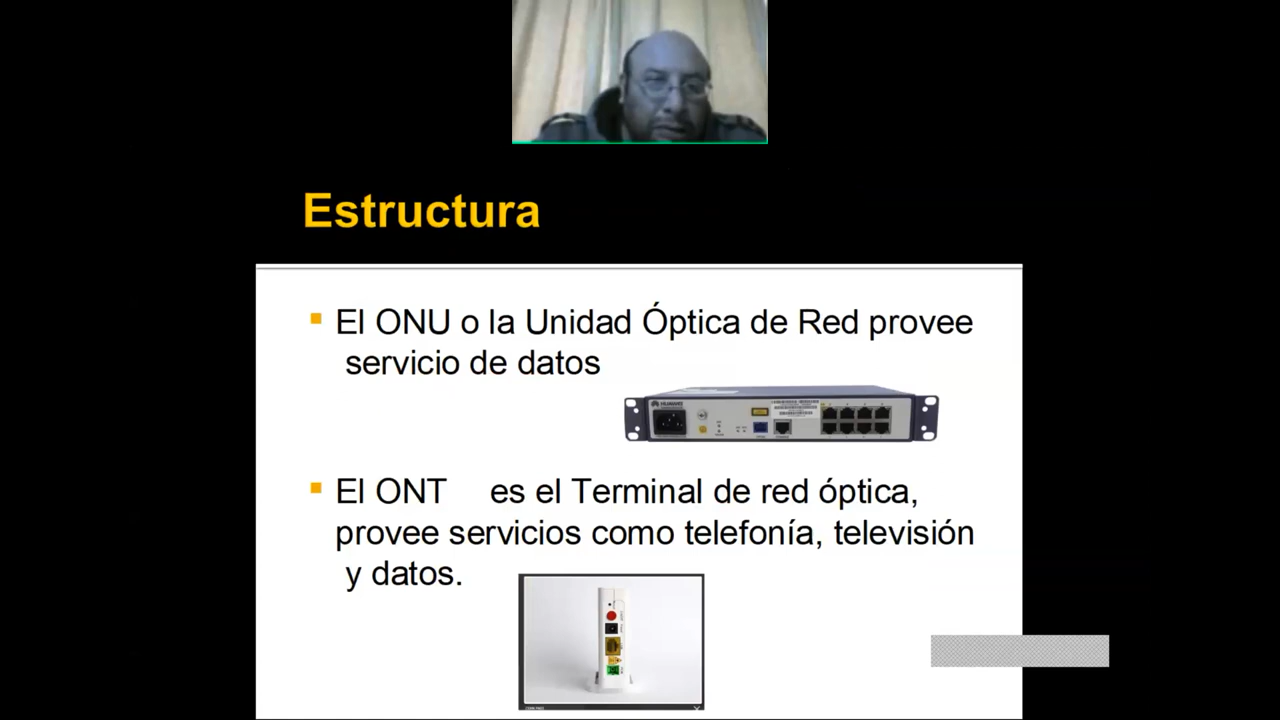 Estructura
El ONU o la Unidad Óptica de Red provee
servicio de datos
HUAWEI
El ONT es el Terminal de red óptica,
provee servicios como telefonía, televisión
y datos.